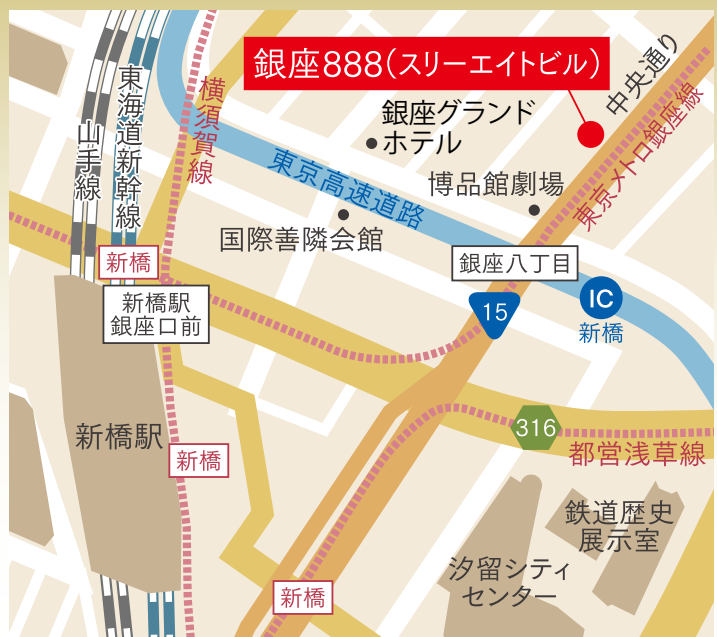 銀座888（スリーエイトビル）
中央通り
東海道新幹線
山手線
横須賀線
銀座グランド
ホテル
東京メトロ銀座線
東京高速道路
博品館劇場
国際善隣会館
新橋
銀座八丁目
新橋駅
銀座口前
15
IC
新橋
新橋駅
新橋
316
都営浅草線
鉄道歴史
展示室
汐留シティ
センター
新橋